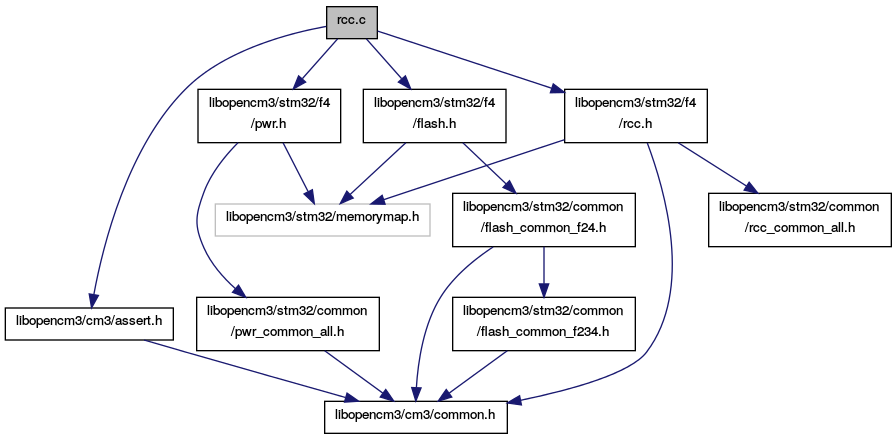 rcc.c
libopencm3/stm32/f4
/pwr.h
libopencm3/stm32/f4
/flash.h
libopencm3/stm32/f4
/rcc.h
libopencm3/stm32/memorymap.h
libopencm3/stm32/common
/flash_common_f24.h
libopencm3/stm32/common
/rcc_common_all.h
libopencm3/cm3/assert.h
libopencm3/stm32/common
/pwr_common_all.h
libopencm3/stm32/common
/flash_common_f234.h
libopencm3/cm3/common.h